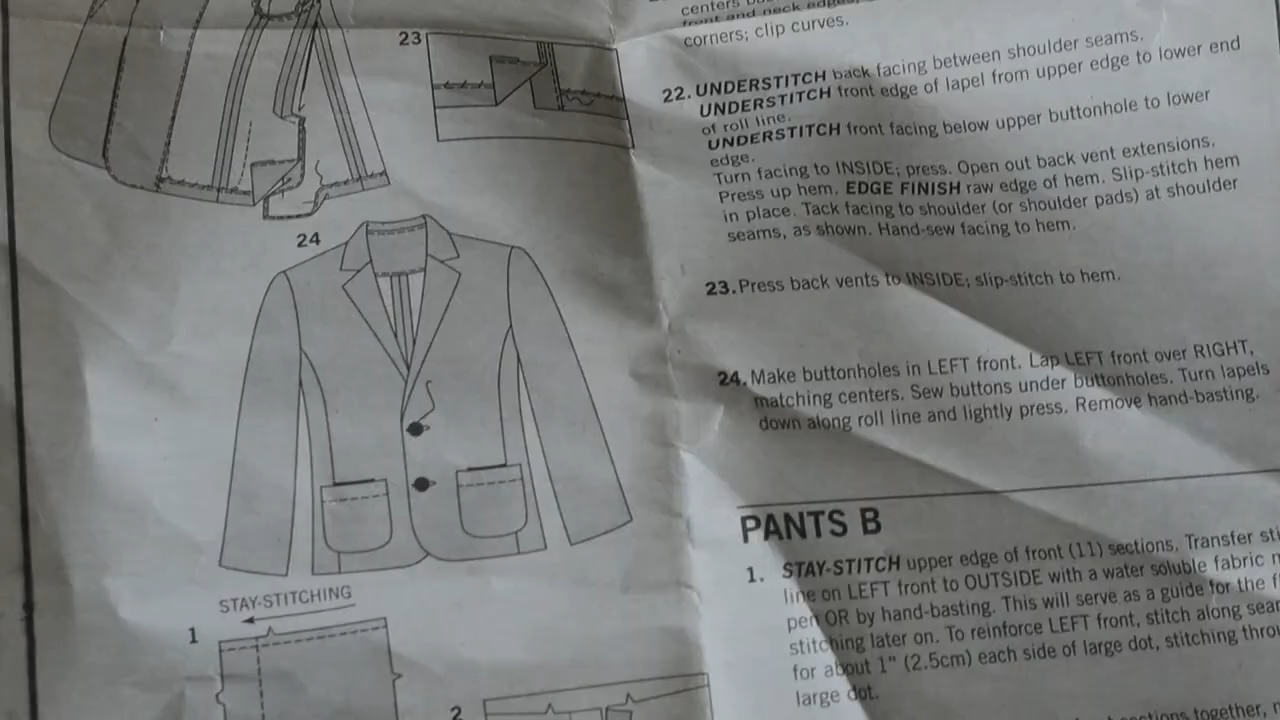 centers
front and neck edges,
corners; clip curves.
23
22. UNDERSTITCH back facing between shoulder seams.
UNDERSTITCH front edge of lapel from upper edge to lower end
of roll line.
UNDERSTITCH front facing below upper buttonhole to lower
edge.
Turn facing to INSIDE; press. Open out back vent extensions.
Press up hem. EDGE FINISH raw edge of hem. Slip-stitch hem
in place. Tack facing to shoulder (or shoulder pads) at shoulder
seams, as shown. Hand-sew facing to hem.
24
23. Press back vents to INSIDE; slip-stitch to hem.
24. Make buttonholes in LEFT front. Lap LEFT front over RIGHT,
matching centers. Sew buttons under buttonholes. Turn lapels
down along roll line and lightly press. Remove hand-basting.
PANTS B
1. STAY-STITCH upper edge of front (11) sections. Transfer
line on LEFT front to OUTSIDE with a water soluble fabric
pen OR by hand-basting. This will serve as a guide for the
stitching later on. To reinforce LEFT front, stitch along
for about 1" (2.5cm) each side of large dot, stitching
large dot.
STAY-STITCHING
1
2
sections together,